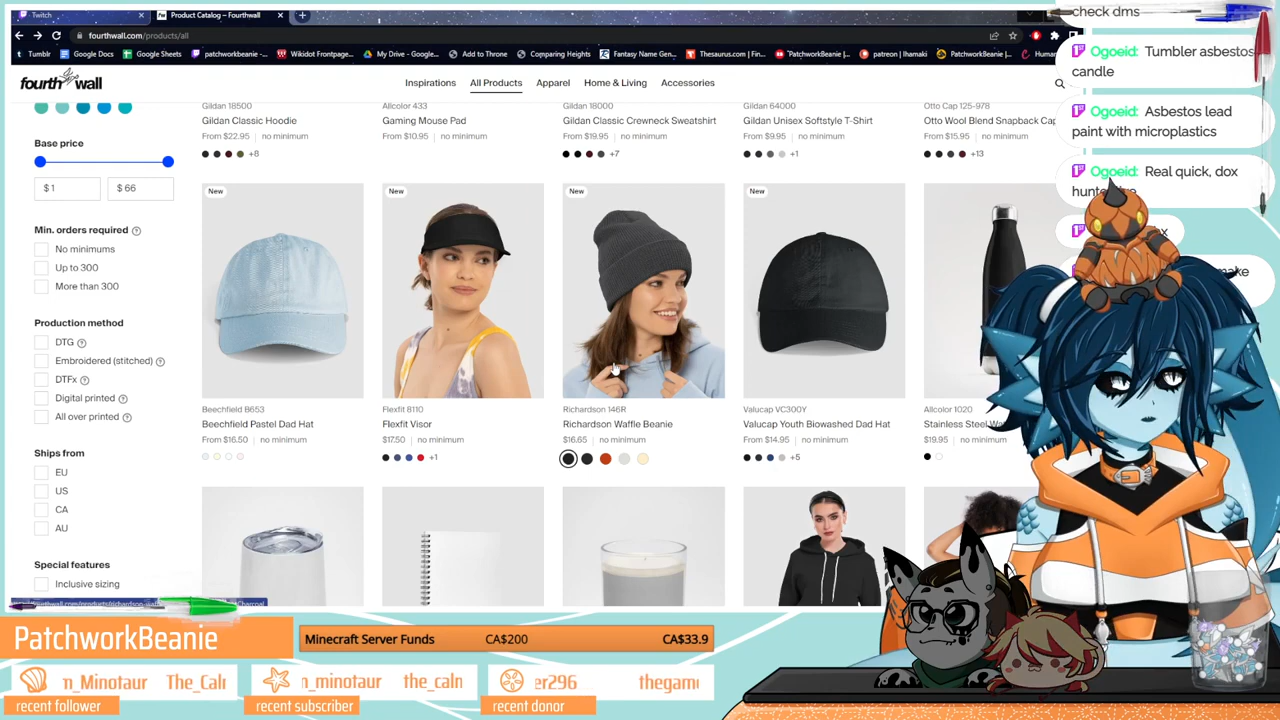 Twitch
Product Catalog – Fourthwall
fourthwall.com/products/all
Tumblr
Google Docs
Google Sheets
patchworkbeanie -...
Wikidot Frontpage...
My Drive - Google...
Add to Throne
Comparing Heights
Fantasy Name Gen...
Thesaurus.com | Fin...
PatchworkBeanie |...
patreon | lhamaki
PatchworkBeanie |...
fourthwall
Inspirations
All Products
Apparel
Home & Living
Accessories
Base price
$ 1
$ 66
Min. orders required
No minimums
Up to 300
More than 300
Production method
DTG
Embroidered (stitched)
DTFx
Digital printed
All over printed
Ships from
EU
US
CA
AU
Special features
Inclusive sizing
Gildan 18500
Gildan Classic Hoodie
From $22.95 | no minimum
+8
Allcolor 433
Gaming Mouse Pad
From $10.95 | no minimum
Gildan 18000
Gildan Classic Crewneck Sweatshirt
From $19.95 | no minimum
+7
Gildan 64000
Gildan Unisex Softstyle T-Shirt
From $9.95 | no minimum
+1
Otto Cap 125-978
Otto Wool Blend Snapback Cap
From $15.95 | no minimum
+13
New
Beechfield B653
Beechfield Pastel Dad Hat
From $16.50 | no minimum
New
Flexfit 8110
Flexfit Visor
$17.50 | no minimum
+1
New
Richardson 146R
Richardson Waffle Beanie
$16.65 | no minimum
New
Valucap VC300Y
Valucap Youth Biowashed Dad Hat
From $14.95 | no minimum
+5
Allcolor 1020
Stainless Steel
$19.95 | no minimum
check dms
Ogoeid: Tumbler asbestos
candle
Ogoeid: Asbestos lead
paint with microplastics
Ogoeid: Real quick, dox
PatchworkBeanie
Minecraft Server Funds CA$200 CA$33.9
n_Minotaur The_Caln
recent follower
n_minotaur the_caln
recent subscriber
er296 thegam
recent donor